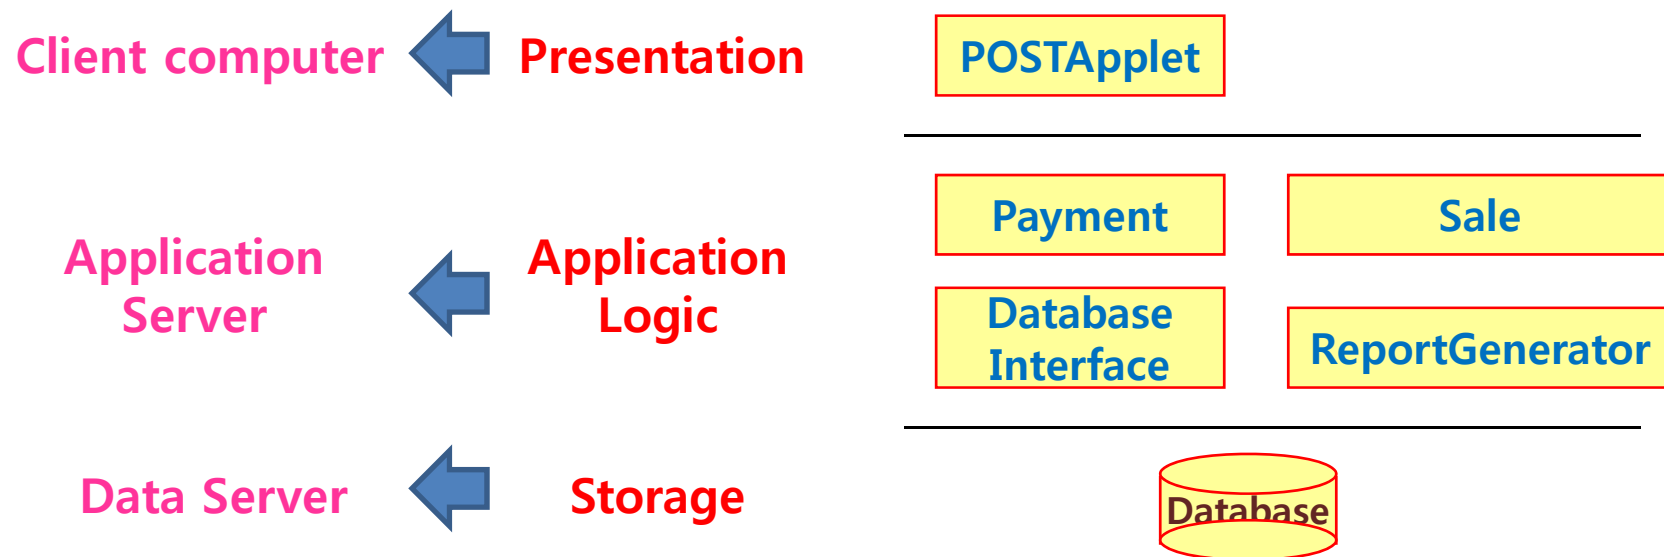 Client computer
Presentation
POSTApplet
Payment
Sale
Application
Server
Application
Logic
Database
Interface
ReportGenerator
Data Server
Storage
Database